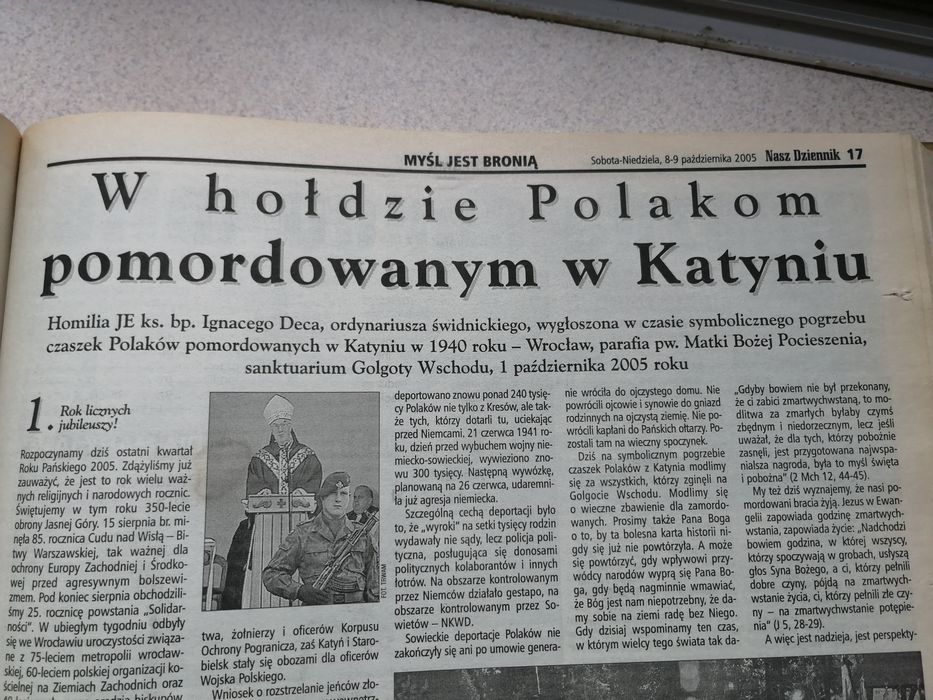 MYŚL JEST BRONIĄ
Sobota-Niedziela, 8-9 października 2005 Nasz Dziennik 17
W hołdzie Polakom
pomordowanym w Katyniu
Homilia JE ks. bp. Ignacego Deca, ordynariusza świdnickiego, wygłoszona w czasie symbolicznego pogrzebu
czaszek Polaków pomordowanych w Katyniu w 1940 roku – Wrocław, parafia pw. Matki Bożej Pocieszenia,
sanktuarium Golgoty Wschodu, 1 października 2005 roku
1. Rok licznych
jubileuszy!
Rozpoczynamy dziś ostatni kwartał
Roku Pańskiego 2005. Zdążyliśmy już
zauważyć, że jest to rok wielu waż-
nych religijnych i narodowych rocznic.
Świętujemy w tym roku 350-lecie
obrony Jasnej Góry. 15 sierpnia br. mi-
nęła 85. rocznica Cudu nad Wisłą – Bi-
twy Warszawskiej, tak ważnej dla
ochrony Europy Zachodniej i Środko-
wej przed agresywnym bolszewi-
zmem. Pod koniec sierpnia obchodzili-
śmy 25. rocznicę powstania „Solidar-
ności". W ubiegłym tygodniu odbyły
się we Wrocławiu uroczystości związa-
ne z 75-leciem metropolii wrocław-
skiej, 60-leciem polskiej organizacji ko-
ścielnej na Ziemiach Zachodnich oraz
FOT. TRWAM
twa, żołnierzy i oficerów Korpusu
Ochrony Pogranicza, zaś Katyń i Staro-
bielsk stały się obozami dla oficerów
Wojska Polskiego.
Wniosek o rozstrzelanie jeńców zło-
deportowano znowu ponad 240 tysię-
cy Polaków nie tylko z Kresów, ale tak-
że tych, którzy dotarli tu, uciekając
przed Niemcami. 21 czerwca 1941 ro-
ku, dzień przed wybuchem wojny nie-
miecko-sowieckiej, wywieziono zno-
wu 300 tysięcy. Następną wywózkę,
planowaną na 26 czerwca, udaremni-
ła już agresja niemiecka.
Szczególną cechą deportacji było
to, że „wyroki" na setki tysięcy rodzin
wydawały nie sądy, lecz policja poli-
tyczna, posługująca się donosami
politycznych kolaborantów i innych
łotrów. Na obszarze kontrolowanym
przez Niemców działało gestapo, na
obszarze kontrolowanym przez So-
wietów – NKWD.
Sowieckie deportacje Polaków nie
zakończyły się ani po umowie genera-
nie wróciła do ojczystego domu. Nie
powrócili ojcowie i synowie do gniazd
rodzinnych na ojczystą ziemię. Nie po-
wrócili kapłani do Pańskich ołtarzy. Po-
zostali tam na wieczny spoczynek.
Dziś na symbolicznym pogrzebie
czaszek Polaków z Katynia modlimy
się za wszystkich, którzy zginęli na
Golgocie Wschodu. Modlimy się
o wieczne zbawienie dla zamordo-
wanych. Prosimy także Pana Boga
o to, by ta bolesna karta historii ni-
gdy się już nie powtórzyła. A może
się powtórzyć, gdy wpływowi przy-
wódcy narodów wyprą się Pana Bo-
ga, gdy będą nagminnie wmawiać,
że Bóg jest nam niepotrzebny, że da-
my sobie na ziemi radę bez Niego.
Gdy dzisiaj wspominamy ten czas,
w którym wielcy tego świata tak da-
„Gdyby bowiem nie był przekonany,
że ci zabici zmartwychwstaną, to mo-
dlitwa za zmarłych byłaby czymś
zbędnym i niedorzecznym, lecz jeśli
uważał, że dla tych, którzy pobożnie
zasnęli, jest przygotowana najwspa-
nialsza nagroda, była to myśl święta
i pobożna" (2 Mch 12, 44-45).
My też dziś wyznajemy, że nasi po-
mordowani bracia żyją. Jezus w Ewan-
gelii zapowiada godzinę zmartwych-
wstania, zapowiada życie: „Nadchodzi
bowiem godzina, w której wszyscy,
którzy spoczywają w grobach, usłyszą
głos Syna Bożego, a ci, którzy pełnili
dobre czyny, pójdą na zmartwych-
wstanie życia, ci, którzy pełnili złe czy-
ny – na zmartwychwstanie potępie-
nia" (J 5, 28-29).
A więc jest nadzieja, jest perspekty-